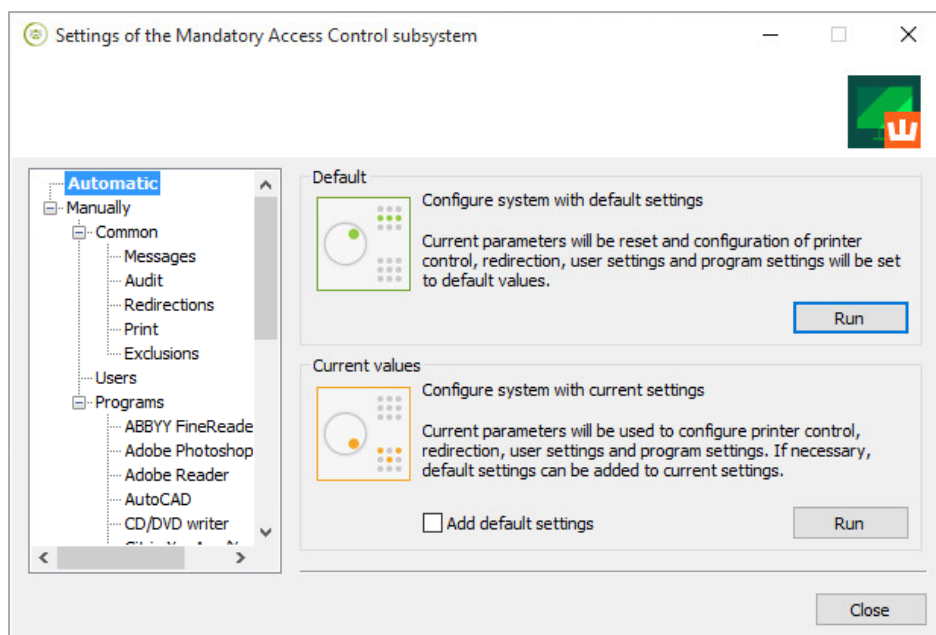 Settings of the Mandatory Access Control subsystem
Automatic
Manually
Common
Messages
Audit
Redirections
Print
Exclusions
Users
Programs
ABBYY FineReade
Adobe Photoshop
Adobe Reader
AutoCAD
CD/DVD writer
Default
Configure system with default settings
Current parameters will be reset and configuration of printer
control, redirection, user settings and program settings will be set
to default values.
Run
Current values
Configure system with current settings
Current parameters will be used to configure printer control,
redirection, user settings and program settings. If necessary,
default settings can be added to current settings.
Add default settings
Run
Close